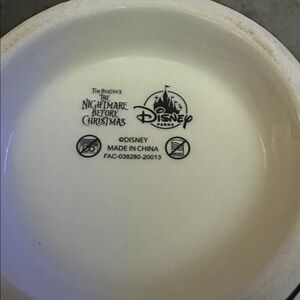 TIM BURTON'S
THE
NIGHTMARE
BEFORE
CHRISTMAS
Disney
PARKS
©DISNEY
MADE IN CHINA
FAC-038280-20013